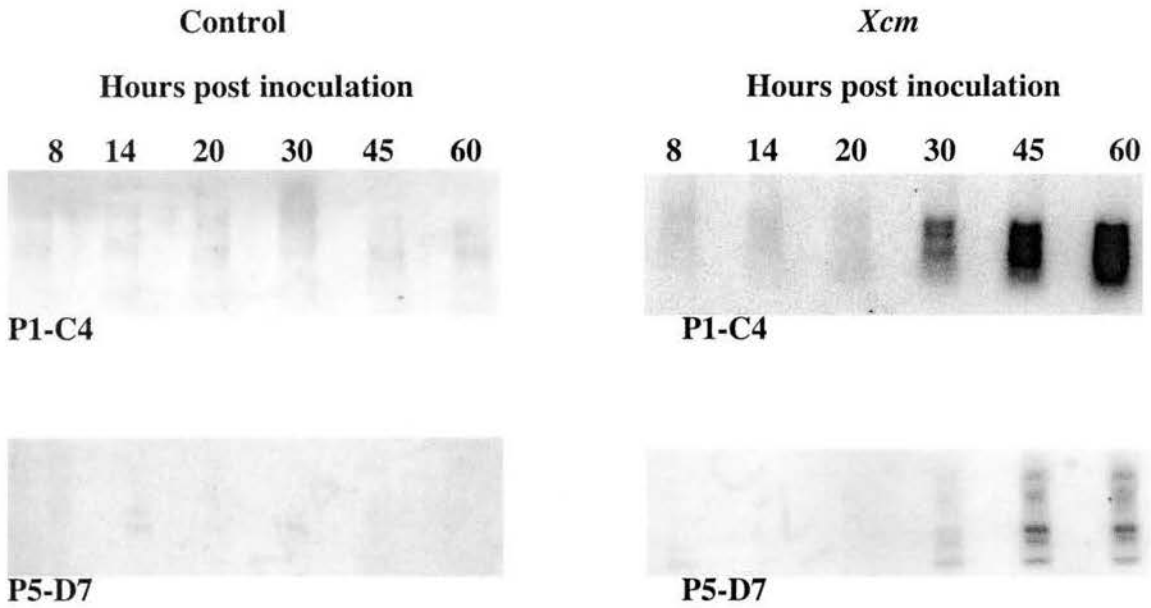 Control
Hours post inoculation
8 14 20 30 45 60
P1-C4
P5-D7
Xcm
Hours post inoculation
8 14 20 30 45 60
P1-C4
P5-D7